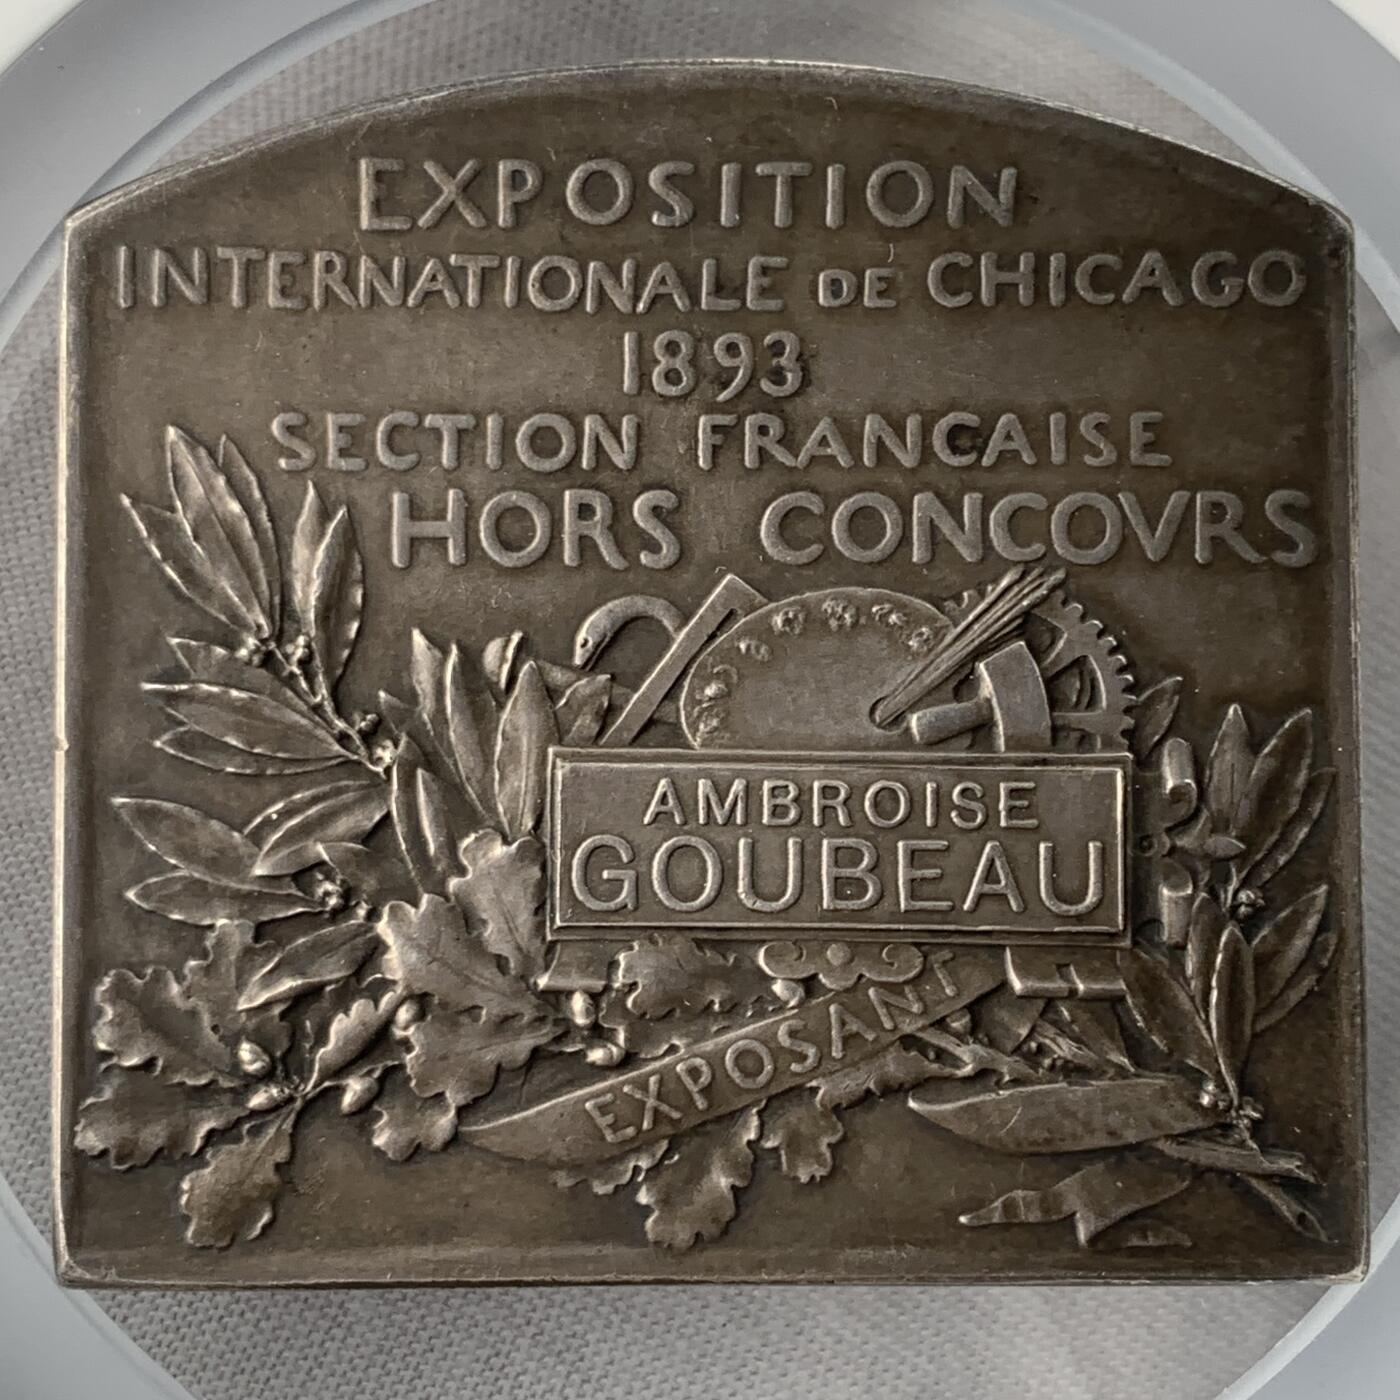 EXPOSITION
INTERNATIONALE DE CHICAGO
1893
SECTION FRANCAISE
HORS CONCOVRS
AMBROISE
GOUBEAU
EXPOSANT